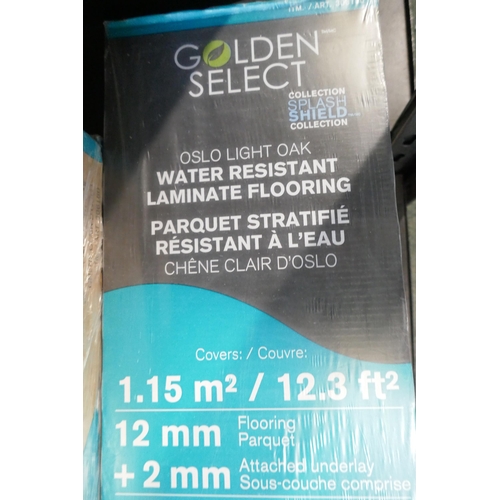 GOLDEN
SELECT
COLLECTION
SPLASH
SHIELD
COLLECTION
OSLO LIGHT OAK
WATER RESISTANT
LAMINATE FLOORING
PARQUET STRATIFIÉ
RÉSISTANT À L'EAU
CHÊNE CLAIR D'OSLO
Covers: / Couvre:
1.15 m² / 12.3 ft²
12 mm Flooring
Parquet
+ 2 mm Attached underlay
Sous-couche comprise